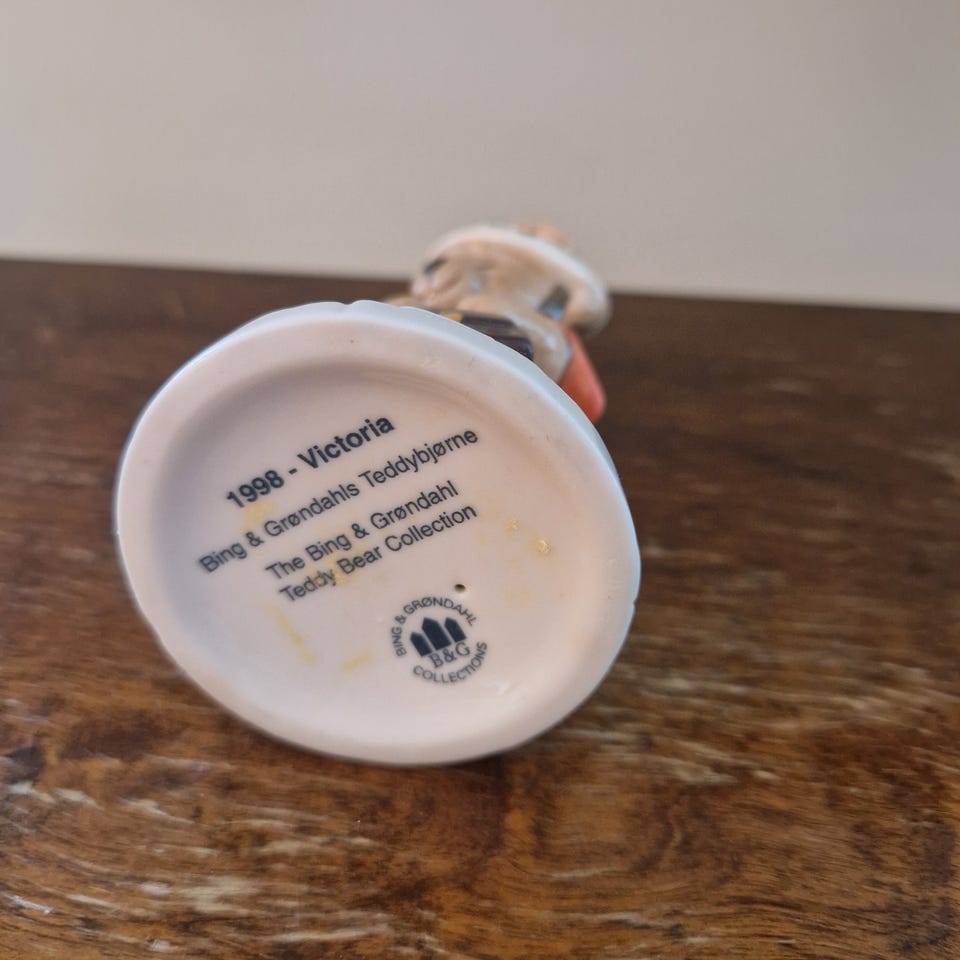 1998 - Victoria
Bing & Grøndahls Teddybjørne
The Bing & Grøndahl
Teddy Bear Collection
BING & GRØNDAHL
B&G
COLLECTIONS